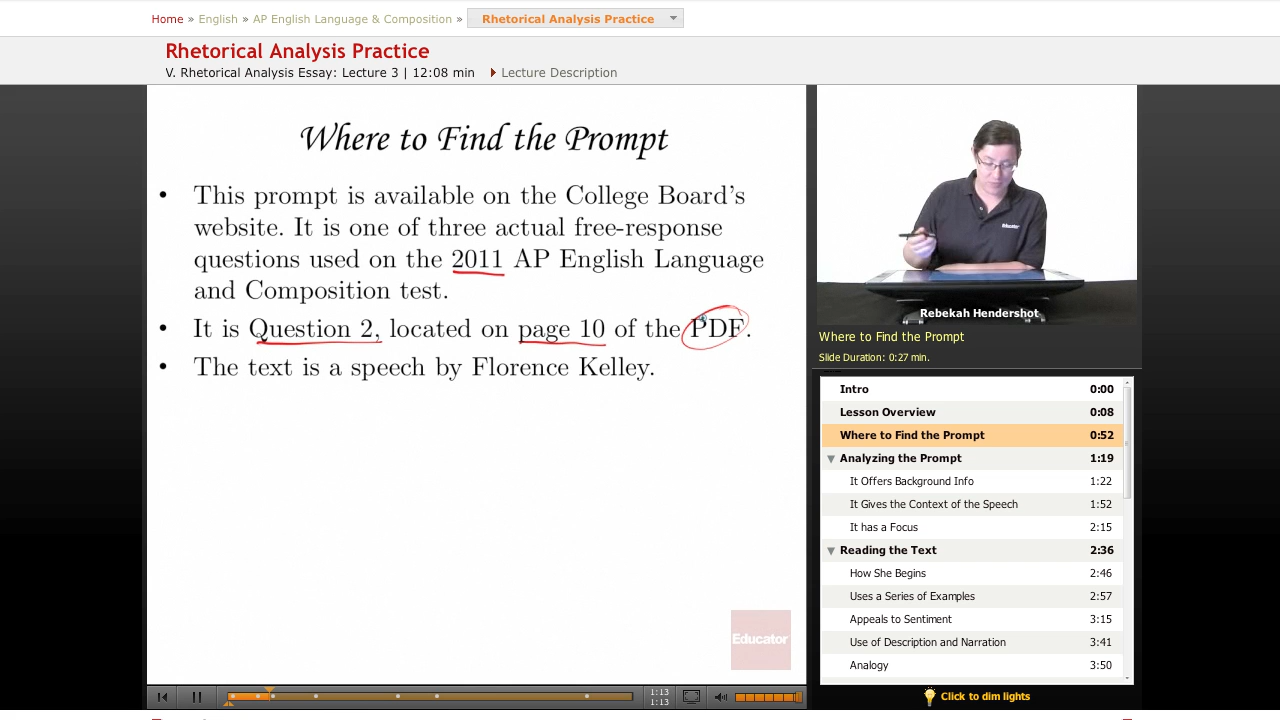 Home » English » AP English Language & Composition » Rhetorical Analysis Practice
Rhetorical Analysis Practice
V. Rhetorical Analysis Essay: Lecture 3 | 12:08 min Lecture Description
Where to Find the Prompt
• This prompt is available on the College Board's
website. It is one of three actual free-response
questions used on the 2011 AP English Language
and Composition test.
• It is Question 2, located on page 10 of the PDF.
• The text is a speech by Florence Kelley.
Educator
1:13
1:13
Educator
Rebekah Hendershot
Where to Find the Prompt
Slide Duration: 0:27 min.
Intro 0:00
Lesson Overview 0:08
Where to Find the Prompt 0:52
Analyzing the Prompt 1:19
It Offers Background Info 1:22
It Gives the Context of the Speech 1:52
It has a Focus 2:15
Reading the Text 2:36
How She Begins 2:46
Uses a Series of Examples 2:57
Appeals to Sentiment 3:15
Use of Description and Narration 3:41
Analogy 3:50
Click to dim lights